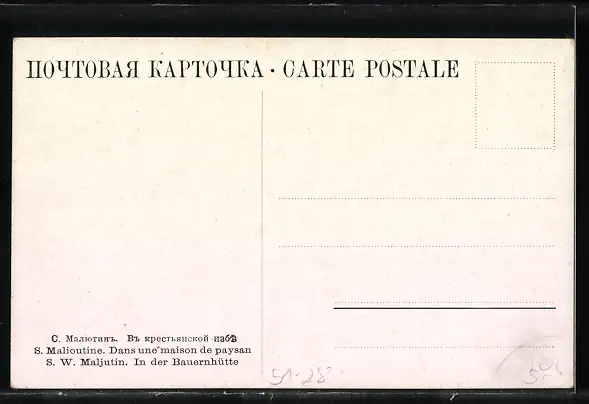 ПОЧТОВАЯ КАРТОЧКА · CARTE POSTALE
С. Малютинъ. Въ крестьянской избѣ
S. Malioutine. Dans une maison de paysan
S. W. Maljutin. In der Bauernhütte
51-28